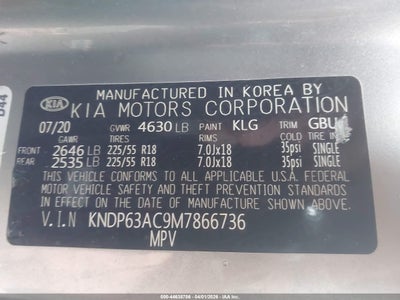 MANUFACTURED IN KOREA BY
KIA KIA MOTORS CORPORATION
07/20 GVWR 4630 LB PAINT KLG TRIM GBU
GAWR TIRES RIMS COLD TIRE INF.
FRONT 2646 LB 225/55 R18 7.0Jx18 35psi SINGLE
REAR 2535 LB 225/55 R18 7.0Jx18 35psi SINGLE
THIS VEHICLE CONFORMS TO ALL APPLICABLE U.S. FEDERAL
MOTOR VEHICLE SAFETY, BUMPER, AND THEFT PREVENTION
STANDARDS IN EFFECT ON THE DATE OF MANUFACTURE SHOWN ABOVE.
V.I.N KNDP63AC9M7866736
MPV